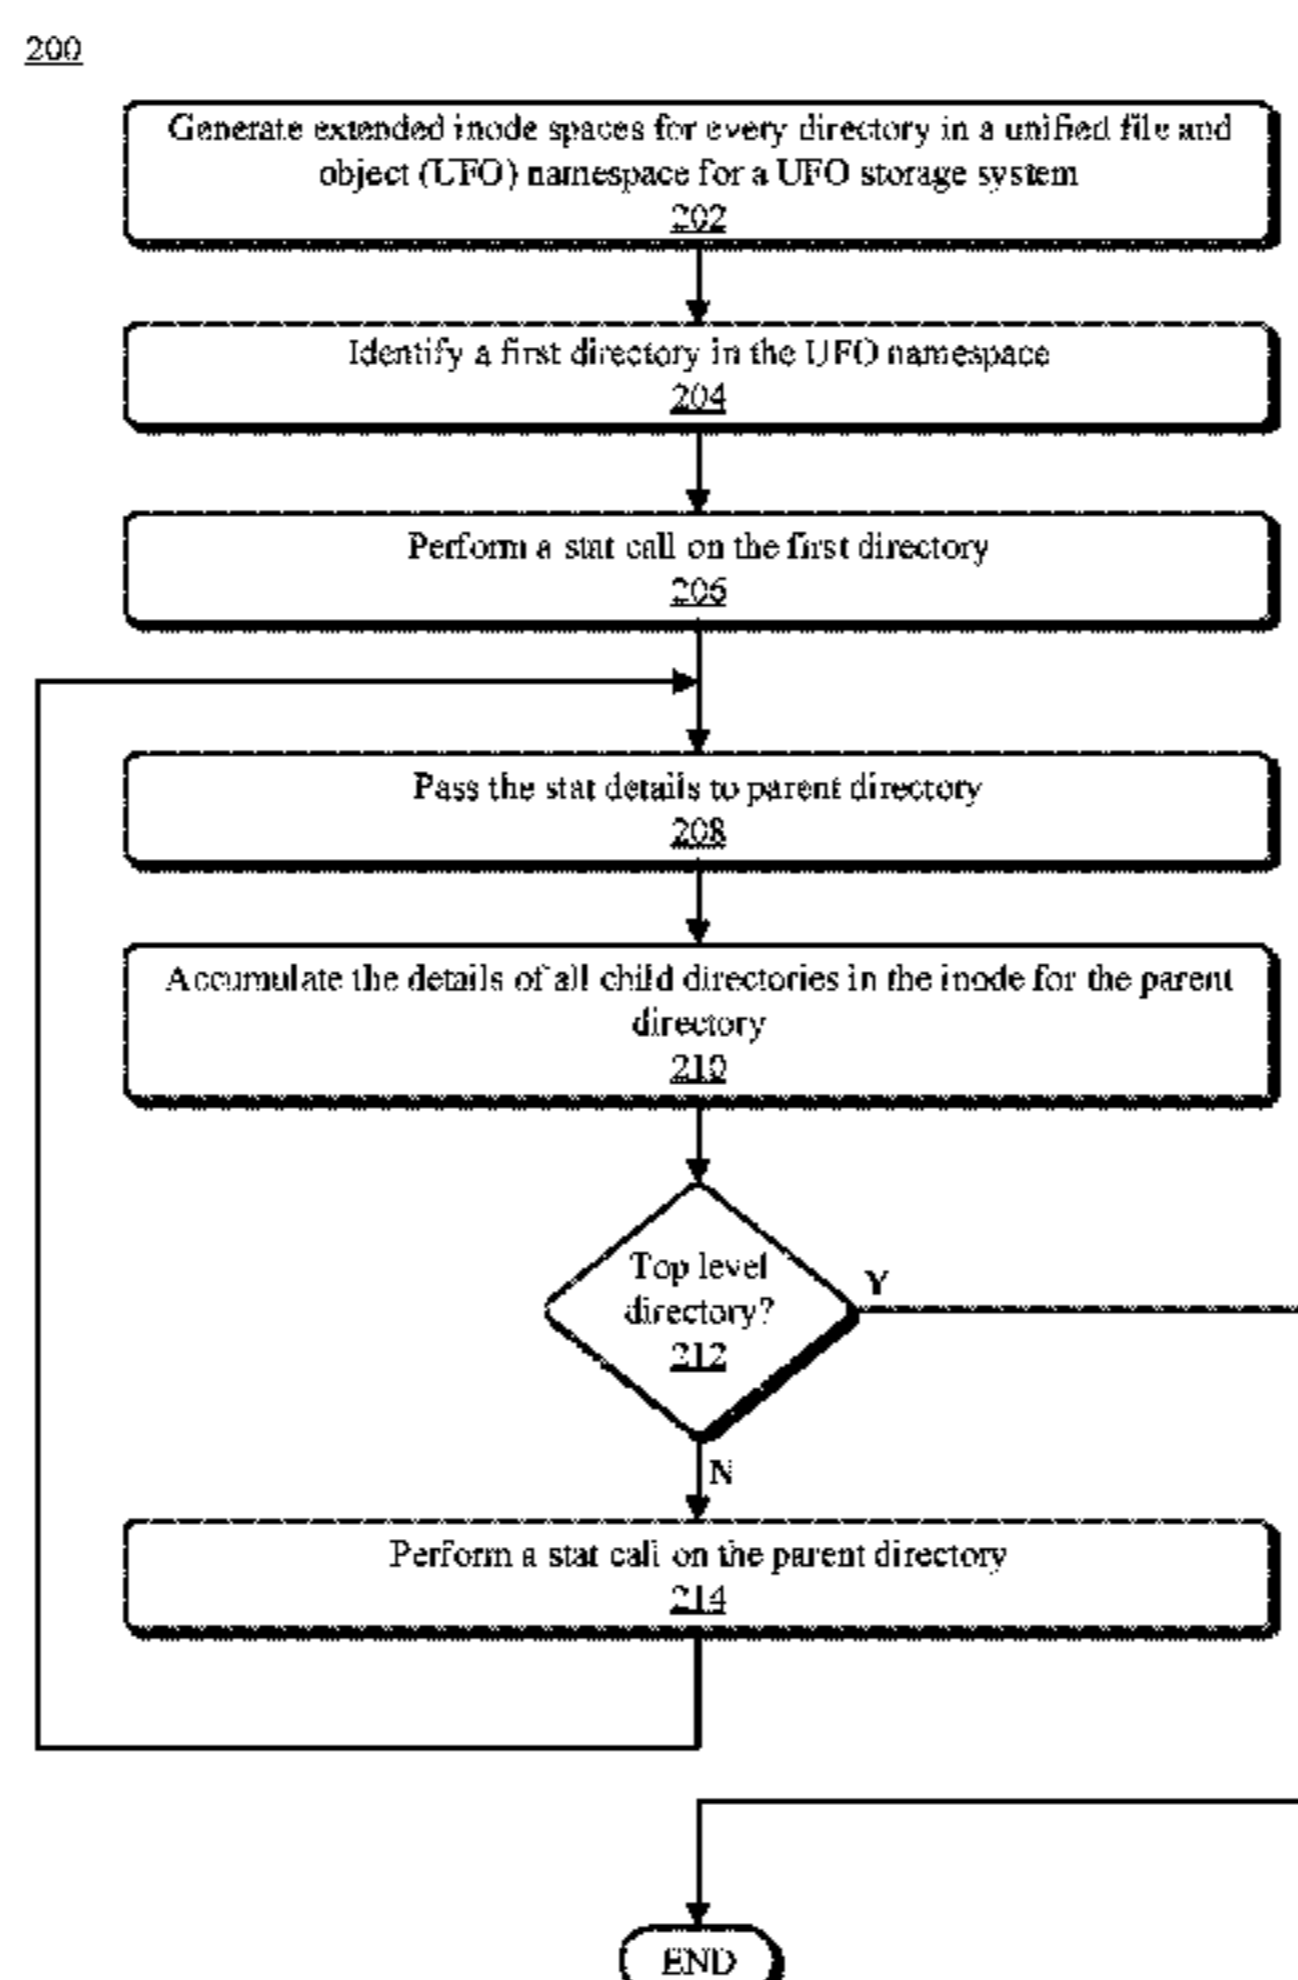 200
Generate extended inode spaces for every directory in a unified file and
object (UFO) namespace for a UFO storage system
202
Identify a first directory in the UFO namespace
204
Perform a stat call on the first directory
206
Pass the stat details to parent directory
208
Accumulate the details of all child directories in the inode for the parent
directory
210
Top level
directory?
212
Y
N
Perform a stat call on the parent directory
214
END